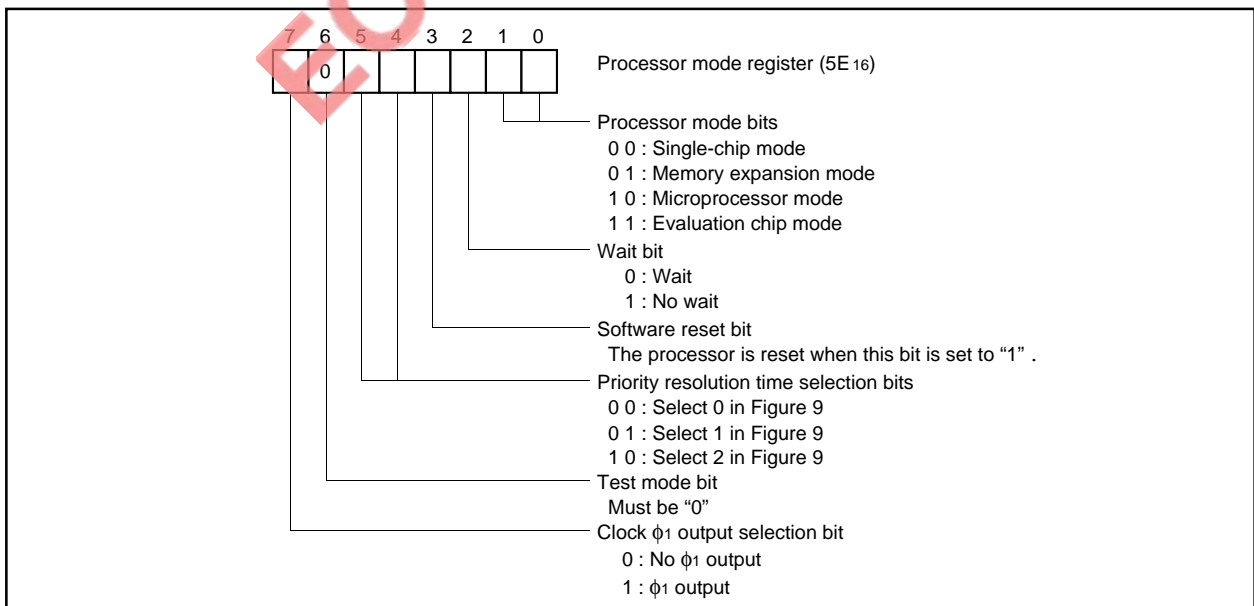 7 6 5 4 3 2 1 0
0
Processor mode register (5E 16)
Processor mode bits
0 0 : Single-chip mode
0 1 : Memory expansion mode
1 0 : Microprocessor mode
1 1 : Evaluation chip mode
Wait bit
0 : Wait
1 : No wait
Software reset bit
The processor is reset when this bit is set to “1” .
Priority resolution time selection bits
0 0 : Select 0 in Figure 9
0 1 : Select 1 in Figure 9
1 0 : Select 2 in Figure 9
Test mode bit
Must be “0”
Clock ϕ1 output selection bit
0 : No ϕ1 output
1 : ϕ1 output